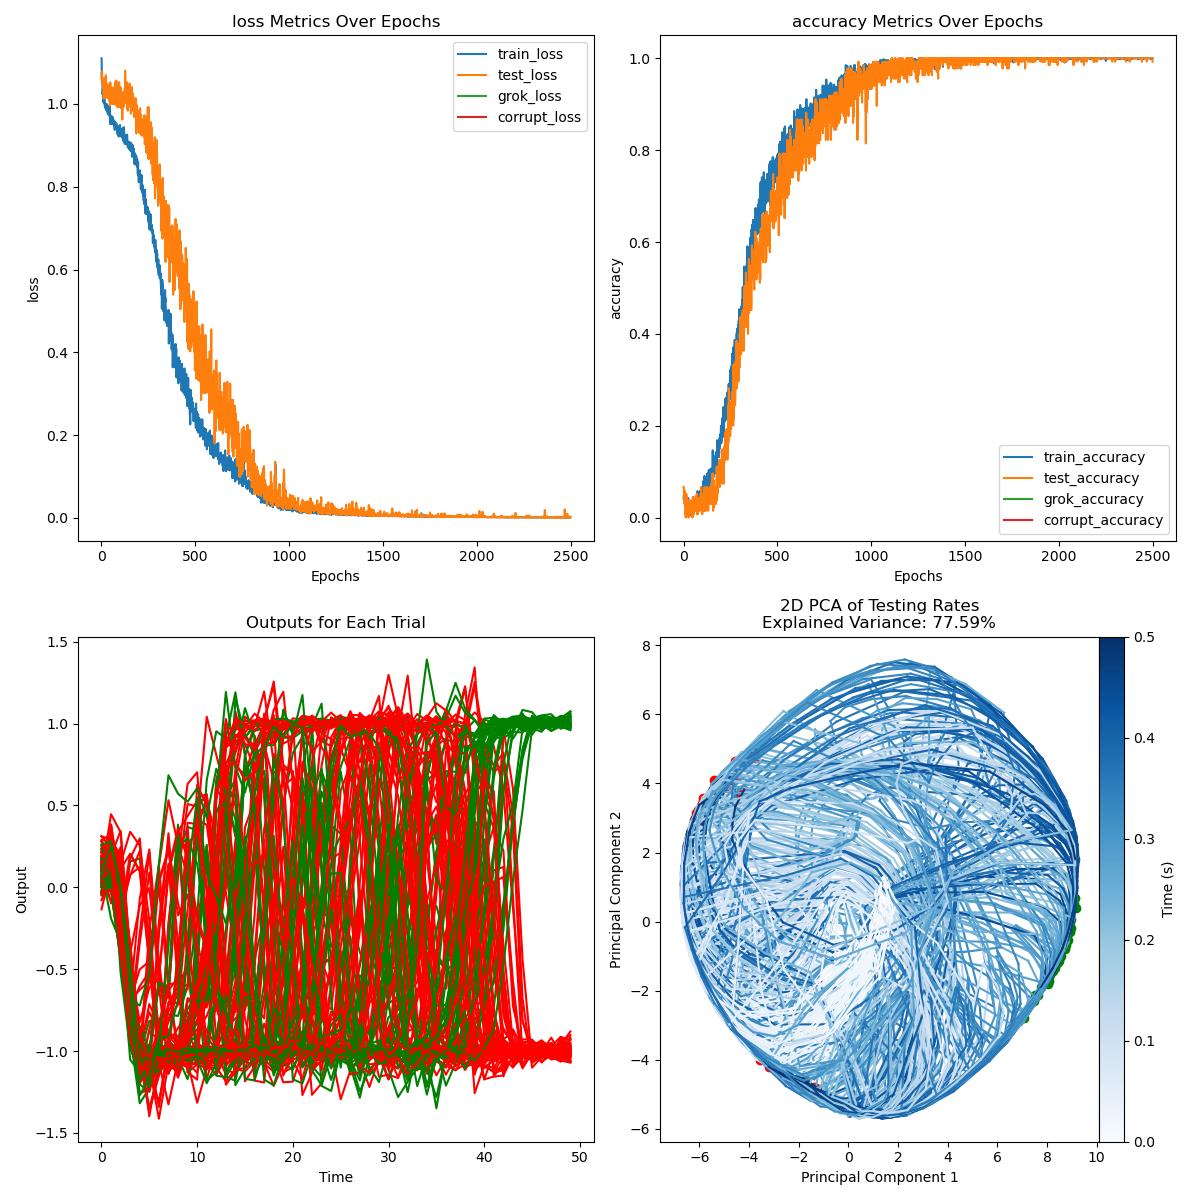 loss Metrics Over Epochs
train_loss
test_loss
grok_loss
corrupt_loss
1.0
0.8
0.6
0.4
0.2
0.0
loss
0
500
1000
1500
2000
2500
Epochs
accuracy Metrics Over Epochs
1.0
0.8
0.6
0.4
0.2
0.0
accuracy
train_accuracy
test_accuracy
grok_accuracy
corrupt_accuracy
0
500
1000
1500
2000
2500
Epochs
Outputs for Each Trial
1.5
1.0
0.5
0.0
−0.5
−1.0
−1.5
Output
0
10
20
30
40
50
Time
2D PCA of Testing Rates
Explained Variance: 77.59%
8
6
4
2
0
−2
−4
−6
Principal Component 2
−6
−4
−2
0
2
4
6
8
10
Principal Component 1
0.5
0.4
0.3
0.2
0.1
0.0
Time (s)